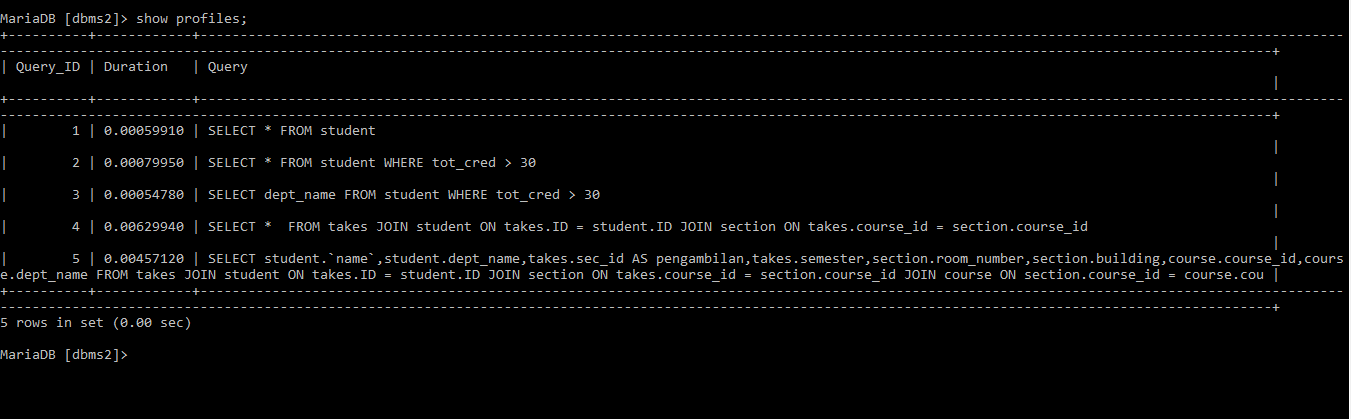 MariaDB [dbms2]> show profiles;
+----------+------------+----------------------------------------------------------------------------------------------------------------------------------------------
---------------------------------------------------------------------------------------------------------------------------------------------------------------+
| Query_ID | Duration   | Query
|
+----------+------------+----------------------------------------------------------------------------------------------------------------------------------------------
---------------------------------------------------------------------------------------------------------------------------------------------------------------+
|        1 | 0.00059910 | SELECT * FROM student
|
|        2 | 0.00079950 | SELECT * FROM student WHERE tot_cred > 30
|
|        3 | 0.00054780 | SELECT dept_name FROM student WHERE tot_cred > 30
|
|        4 | 0.00629940 | SELECT *  FROM takes JOIN student ON takes.ID = student.ID JOIN section ON takes.course_id = section.course_id
|
|        5 | 0.00457120 | SELECT student.`name`,student.dept_name,takes.sec_id AS pengambilan,takes.semester,section.room_number,section.building,course.course_id,cours
e.dept_name FROM takes JOIN student ON takes.ID = student.ID JOIN section ON takes.course_id = section.course_id JOIN course ON section.course_id = course.cou |
+----------+------------+----------------------------------------------------------------------------------------------------------------------------------------------
---------------------------------------------------------------------------------------------------------------------------------------------------------------+
5 rows in set (0.00 sec)
MariaDB [dbms2]>